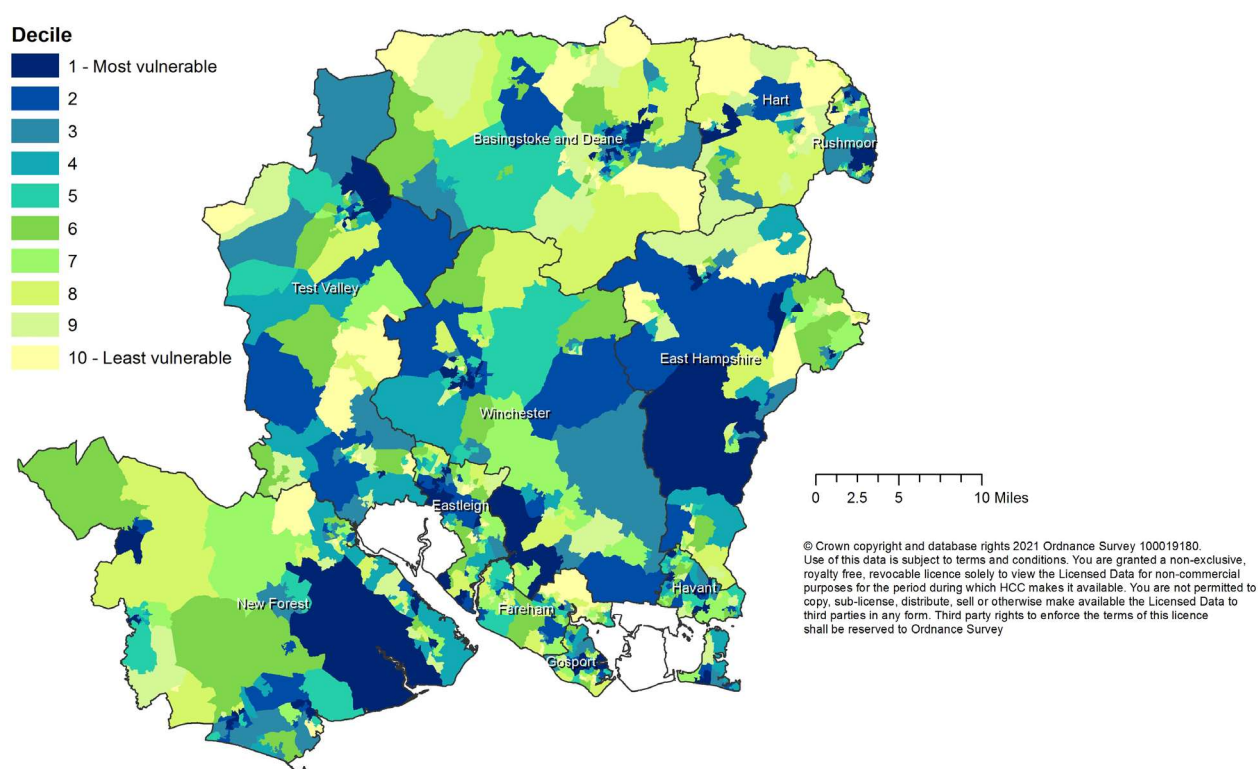 Decile
1 - Most vulnerable
2
3
4
5
6
7
8
9
10 - Least vulnerable
Hart
Basingstoke and Deane
Rushmoor
Test Valley
East Hampshire
Winchester
Eastleigh
Havant
New Forest
Fareham
Gosport
0 2.5 5 10 Miles
© Crown copyright and database rights 2021 Ordnance Survey 100019180.
Use of this data is subject to terms and conditions. You are granted a non-exclusive,
royalty free, revocable licence solely to view the Licensed Data for non-commercial
purposes for the period during which HCC makes it available. You are not permitted to
copy, sub-license, distribute, sell or otherwise make available the Licensed Data to
third parties in any form. Third party rights to enforce the terms of this licence
shall be reserved to Ordnance Survey